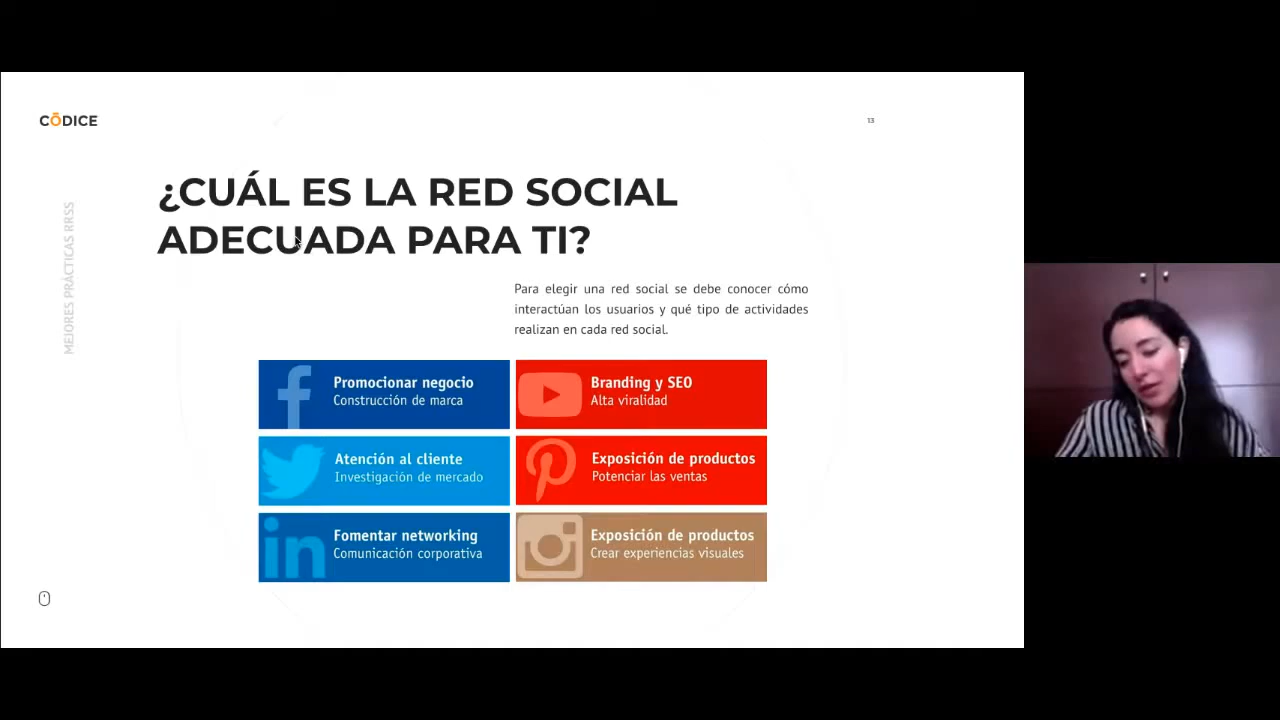 CŌDICE
13
MEJORES PRÁCTICAS RRSS
¿CUÁL ES LA RED SOCIAL
ADECUADA PARA TI?
Para elegir una red social se debe conocer cómo
interactúan los usuarios y qué tipo de actividades
realizan en cada red social.
Promocionar negocio
Construcción de marca
Branding y SEO
Alta viralidad
Atención al cliente
Investigación de mercado
Exposición de productos
Potenciar las ventas
in
Fomentar networking
Comunicación corporativa
Exposición de productos
Crear experiencias visuales